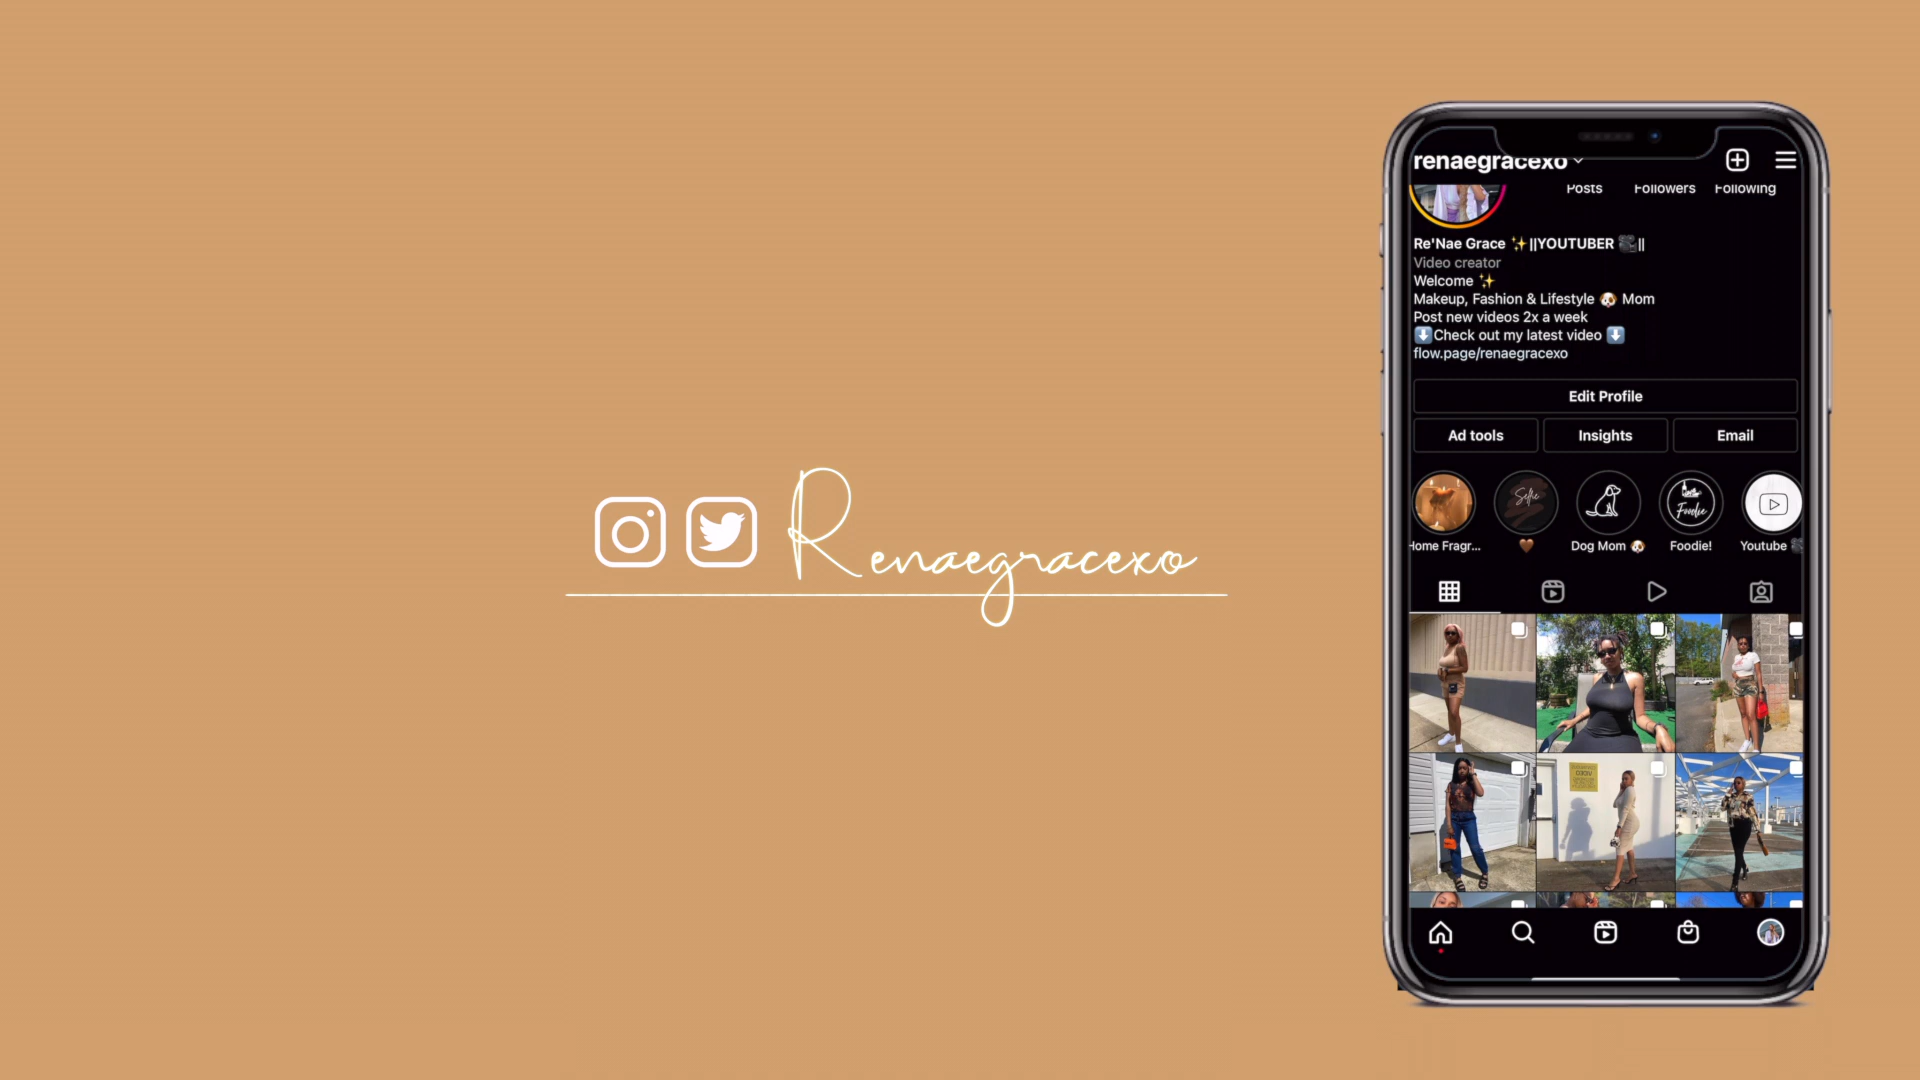 Renaegracexo
renaegracexo
Posts Followers Following
Re'Nae Grace ✨||YOUTUBER 🎥||
Video creator
Welcome ✨
Makeup, Fashion & Lifestyle 🐶 Mom
Post new videos 2x a week
⬇️Check out my latest video ⬇️
flow.page/renaegracexo
Edit Profile
Ad tools Insights Email
Selfie
Foodie
Home Fragr... 🤎 Dog Mom 🐶 Foodie! Youtube 🎥